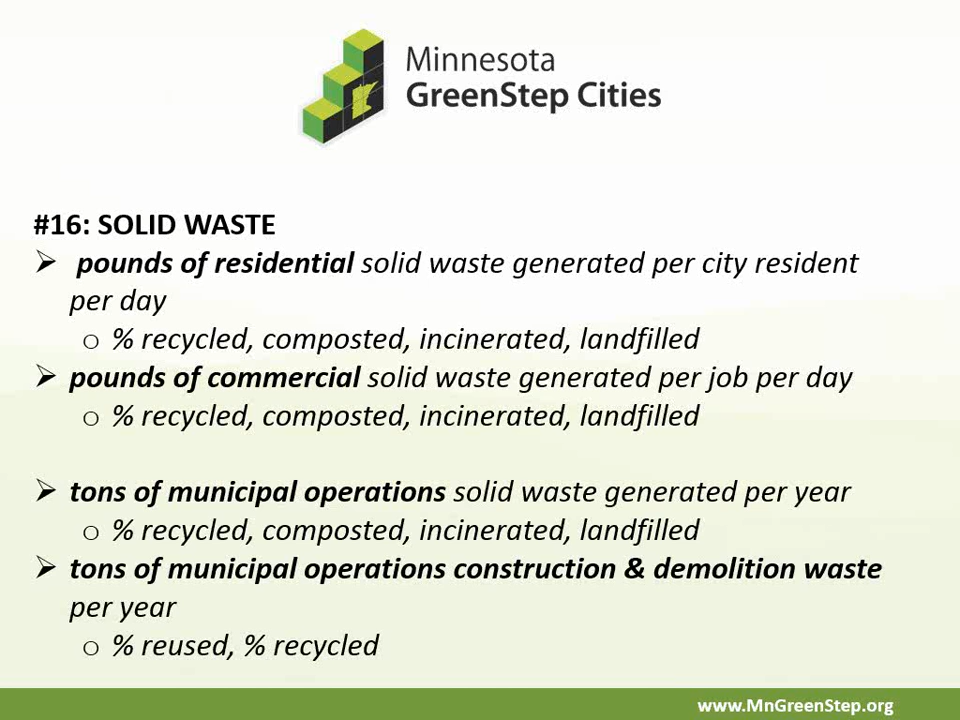 Minnesota
GreenStep Cities
#16: SOLID WASTE
➢ pounds of residential solid waste generated per city resident
per day
o % recycled, composted, incinerated, landfilled
➢ pounds of commercial solid waste generated per job per day
o % recycled, composted, incinerated, landfilled
➢ tons of municipal operations solid waste generated per year
o % recycled, composted, incinerated, landfilled
➢ tons of municipal operations construction & demolition waste
per year
o % reused, % recycled
www.MnGreenStep.org